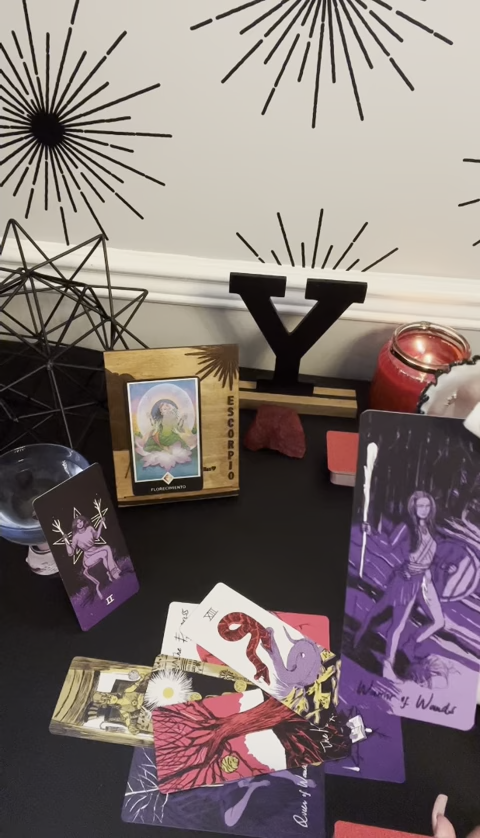 Y
ESCORPIO
FLORECIMIENTO
II
XIII
Warrior of Wands
Queen of Wands